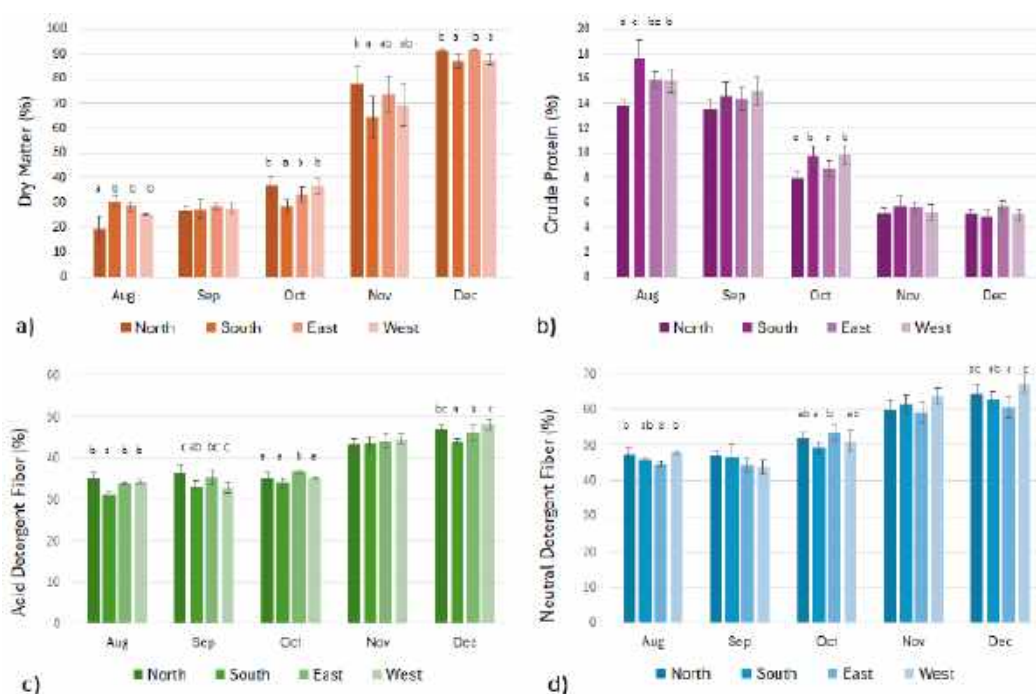 100
90
80
70
60
50
40
30
20
10
0
Dry Matter (%)
b a ab ab
b a b a
b a b b
a b b b
Aug Sep Oct Nov Dec
a)
North South East West
20
18
16
14
12
10
8
6
4
2
0
Crude Protein (%)
Aug Sep Oct Nov Dec
b)
North South East West
60
50
40
30
20
10
0
Acid Detergent Fiber (%)
Aug Sep Oct Nov Dec
c)
North South East West
70
60
50
40
30
20
10
0
Neutral Detergent Fiber (%)
Aug Sep Oct Nov Dec
d)
North South East West